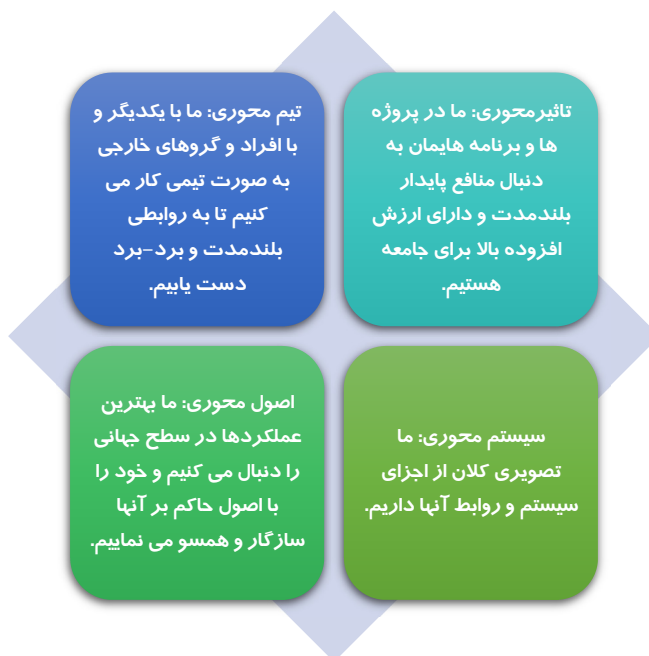 تاثیرمحوری: ما در پروژه
ها و برنامه هایمان به
دنبال منافع پایدار
بلندمدت و دارای ارزش
افزوده بالا برای جامعه
هستیم.
تیم محوری: ما با یکدیگر و
با افراد و گروهای خارجی
به صورت تیمی کار می
کنیم تا به روابطی
بلندمدت و برد-برد
دست یابیم.
سیستم محوری: ما
تصویری کلان از اجزای
سیستم و روابط آنها داریم.
اصول محوری: ما بهترین
عملکردها در سطح جهانی
را دنبال می کنیم و خود را
با اصول حاکم بر آنها
سازگار و همسو می نماییم.